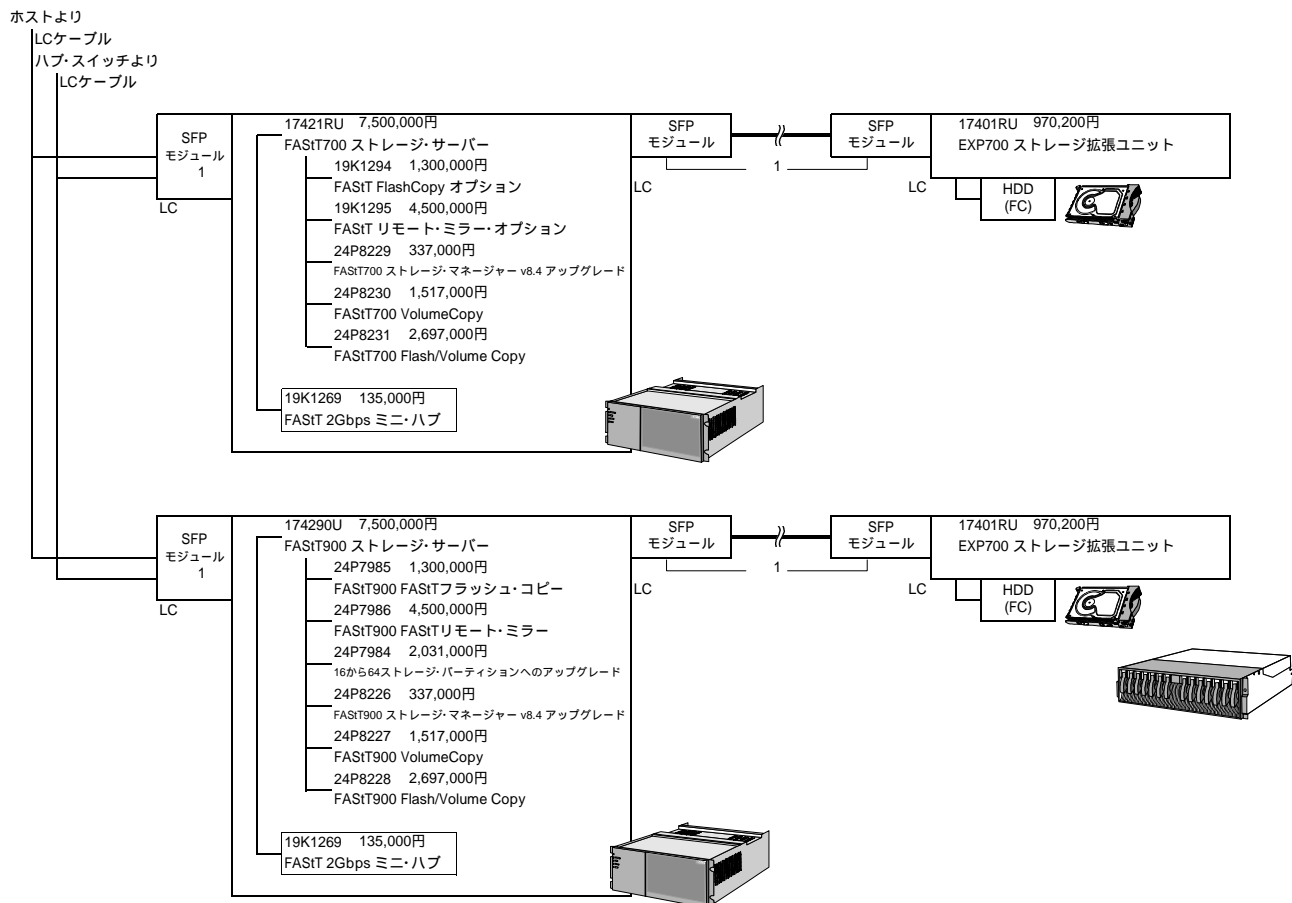 ホストより
LCケーブル
ハブ・スイッチより
LCケーブル
SFP
モジュール
1
LC
17421RU 7,500,000円
FAStT700 ストレージ・サーバー
19K1294 1,300,000円
FAStT FlashCopy オプション
19K1295 4,500,000円
FAStT リモート・ミラー・オプション
24P8229 337,000円
FAStT700 ストレージ・マネージャー v8.4 アップグレード
24P8230 1,517,000円
FAStT700 VolumeCopy
24P8231 2,697,000円
FAStT700 Flash/Volume Copy
19K1269 135,000円
FAStT 2Gbps ミニ・ハブ
SFP
モジュール
LC
1
SFP
モジュール
LC
17401RU 970,200円
EXP700 ストレージ拡張ユニット
HDD
(FC)
SFP
モジュール
1
LC
174290U 7,500,000円
FAStT900 ストレージ・サーバー
24P7985 1,300,000円
FAStT900 FAStTフラッシュ・コピー
24P7986 4,500,000円
FAStT900 FAStTリモート・ミラー
24P7984 2,031,000円
16から64ストレージ・パーティションへのアップグレード
24P8226 337,000円
FAStT900 ストレージ・マネージャー v8.4 アップグレード
24P8227 1,517,000円
FAStT900 VolumeCopy
24P8228 2,697,000円
FAStT900 Flash/Volume Copy
19K1269 135,000円
FAStT 2Gbps ミニ・ハブ
SFP
モジュール
LC
1
SFP
モジュール
LC
17401RU 970,200円
EXP700 ストレージ拡張ユニット
HDD
(FC)